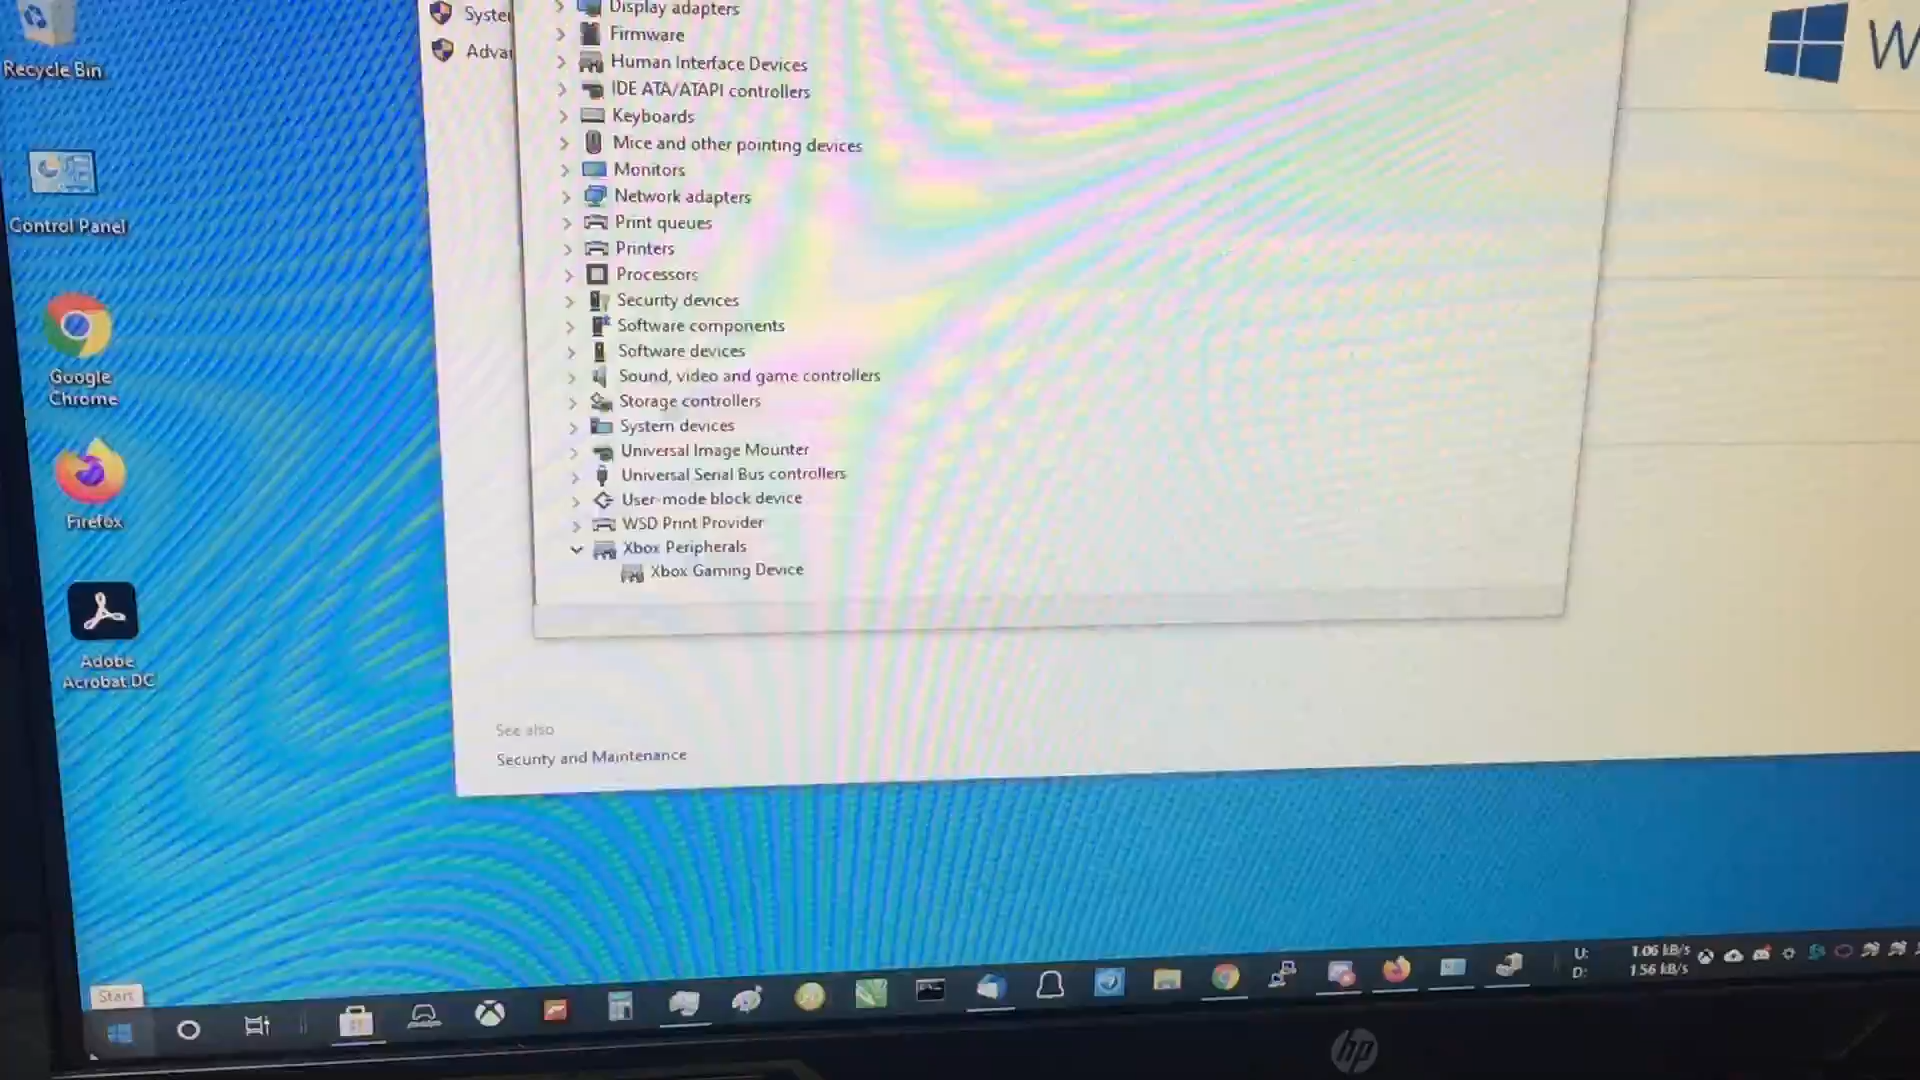 Recycle Bin
Control Panel
Google
Chrome
Firefox
Adobe
Acrobat DC
Syste
Adva
Display adapters
Firmware
Human Interface Devices
IDE ATA/ATAPI controllers
Keyboards
Mice and other pointing devices
Monitors
Network adapters
Print queues
Printers
Processors
Security devices
Software components
Software devices
Sound, video and game controllers
Storage controllers
System devices
Universal Image Mounter
Universal Serial Bus controllers
User-mode block device
WSD Print Provider
Xbox Peripherals
Xbox Gaming Device
See also
Security and Maintenance
W
Start
U: 1.06 kB/s
D: 1.56 kB/s
hp